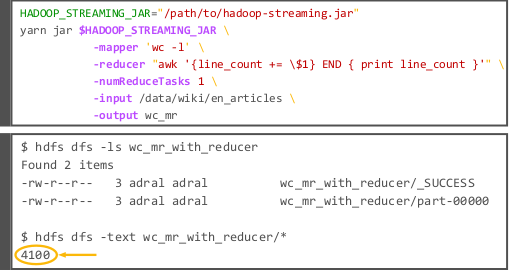 HADOOP_STREAMING_JAR="/path/to/hadoop-streaming.jar"
yarn jar $HADOOP_STREAMING_JAR \
-mapper 'wc -l' \
-reducer "awk '{line_count += \$1} END { print line_count }'" \
-numReduceTasks 1 \
-input /data/wiki/en_articles \
-output wc_mr
$ hdfs dfs -ls wc_mr_with_reducer
Found 2 items
-rw-r--r-- 3 adral adral wc_mr_with_reducer/_SUCCESS
-rw-r--r-- 3 adral adral wc_mr_with_reducer/part-00000
$ hdfs dfs -text wc_mr_with_reducer/*
4100